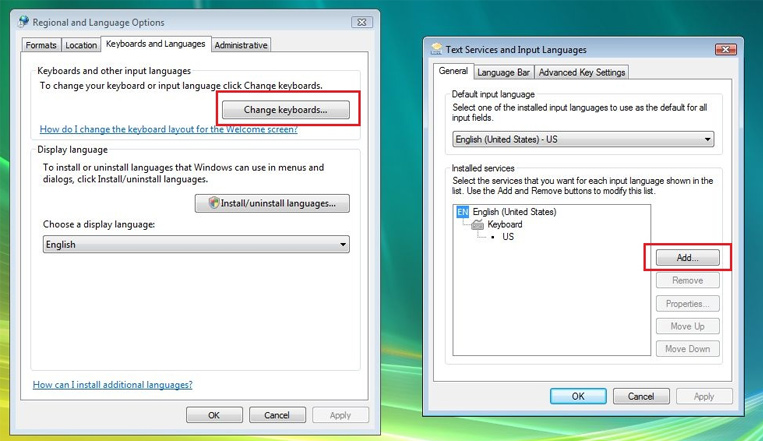 Regional and Language Options
Formats
Location
Keyboards and Languages
Administrative
Keyboards and other input languages
To change your keyboard or input language click Change keyboards.
Change keyboards...
How do I change the keyboard layout for the Welcome screen?
Display language
To install or uninstall languages that Windows can use in menus and
dialogs, click Install/uninstall languages.
Install/uninstall languages...
Choose a display language:
English
How can I install additional languages?
OK
Cancel
Apply
Text Services and Input Languages
General
Language Bar
Advanced Key Settings
Default input language
Select one of the installed input languages to use as the default for all
input fields.
English (United States) - US
Installed services
Select the services that you want for each input language shown in the
list. Use the Add and Remove buttons to modify this list.
EN English (United States)
Keyboard
US
Add...
Remove
Properties...
Move Up
Move Down
OK
Cancel
Apply